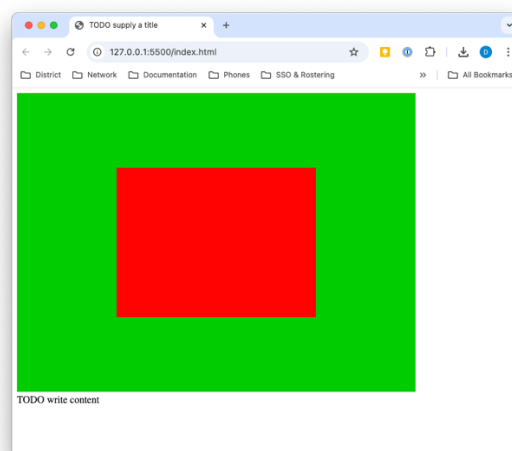 TODO supply a title
127.0.0.1:5500/index.html
District Network Documentation Phones SSO & Rostering » All Bookmarks
TODO write content